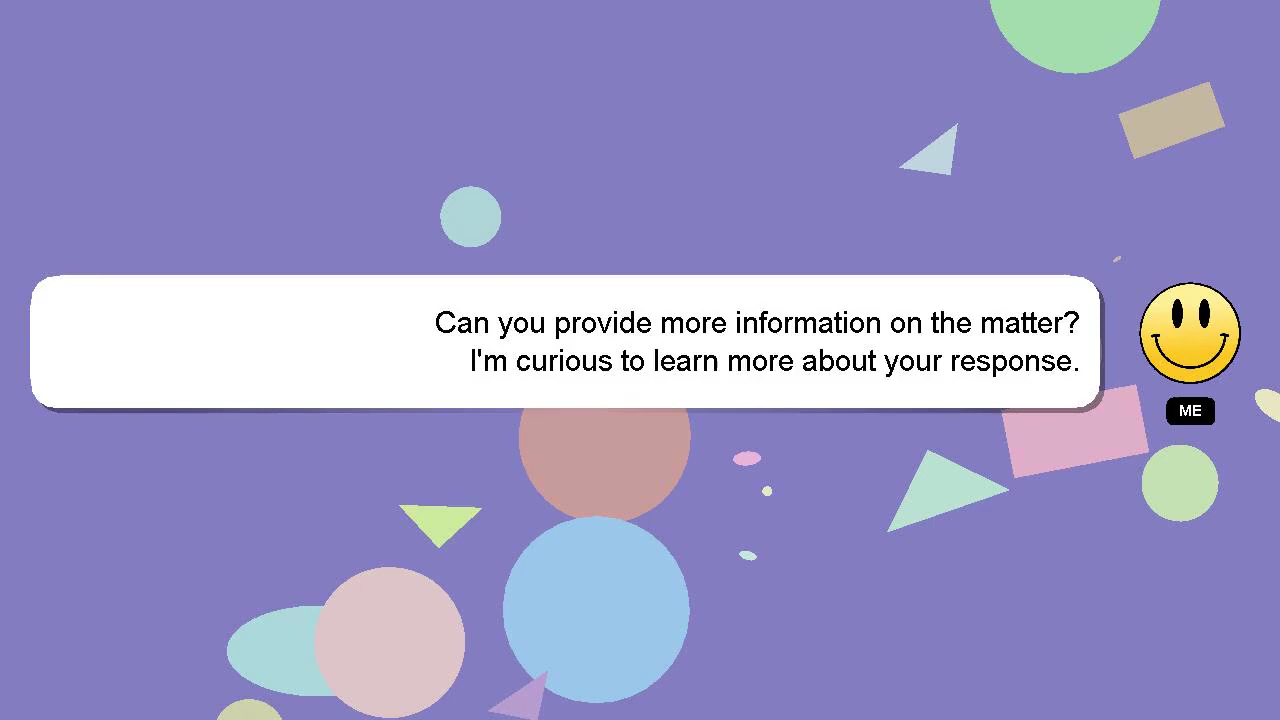 Can you provide more information on the matter?
I'm curious to learn more about your response.
ME